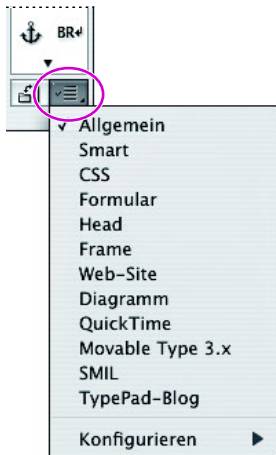 BR
Allgemein
Smart
CSS
Formular
Head
Frame
Web-Site
Diagramm
QuickTime
Movable Type 3.x
SMIL
TypePad-Blog
Konfigurieren